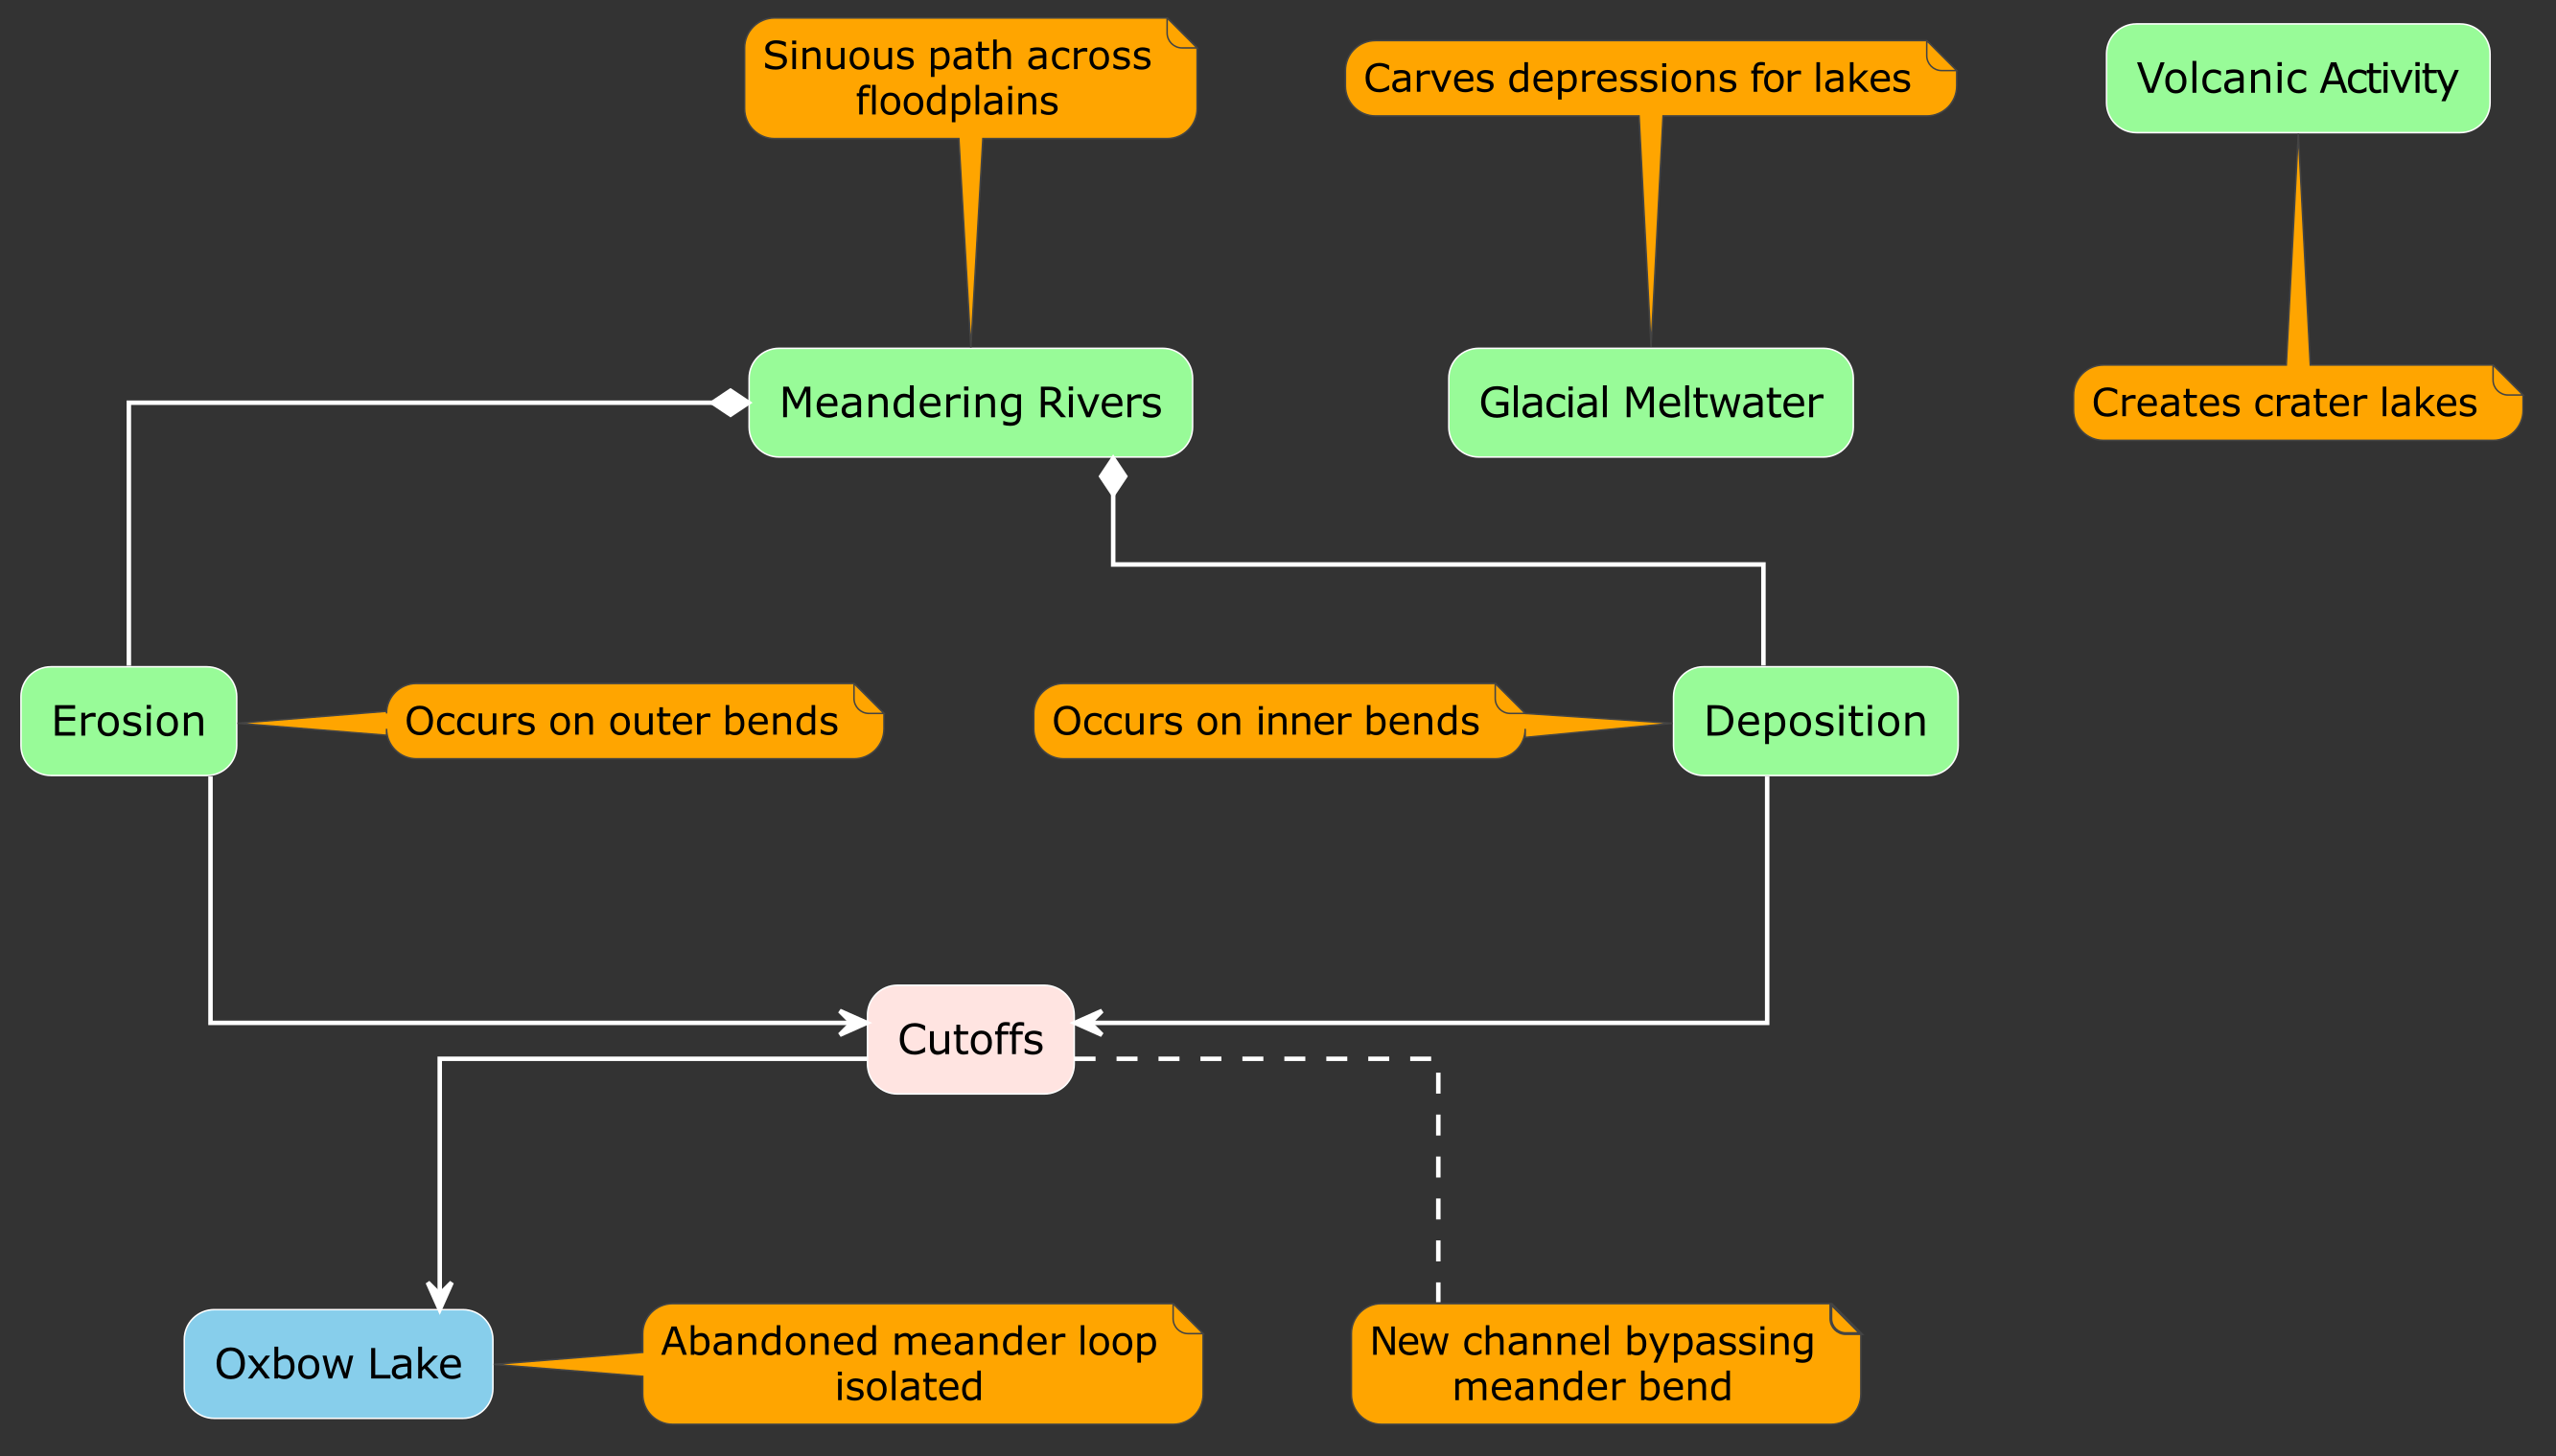 Sinuous path across
floodplains
Carves depressions for lakes
Volcanic Activity
Meandering Rivers
Glacial Meltwater
Creates crater lakes
Erosion
Occurs on outer bends
Occurs on inner bends
Deposition
Cutoffs
Oxbow Lake
Abandoned meander loop
isolated
New channel bypassing
meander bend